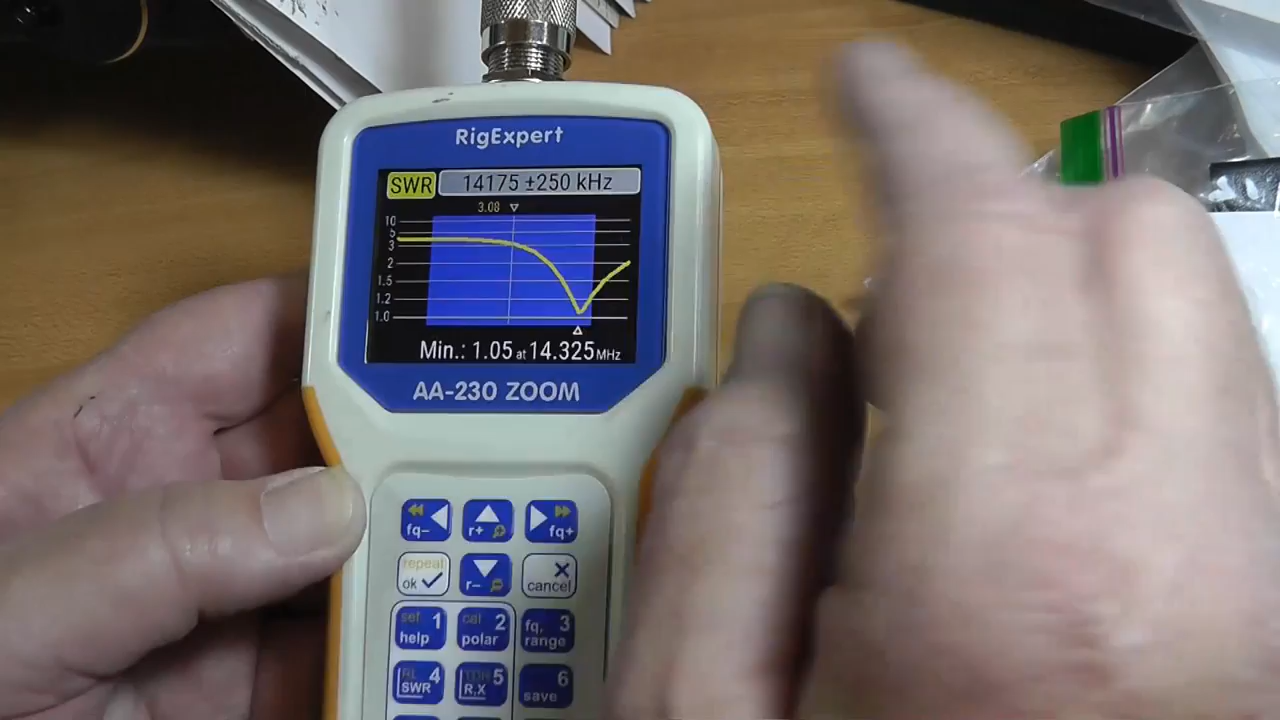 RigExpert
SWR 14175 ±250 kHz
3.08
10
5
3
2
1.5
1.2
1.0
Min.: 1.05 at 14.325 MHz
AA-230 ZOOM
fq- r+ fq+
repeat
ok r- cancel
set 1 cal 2 fq, 3
help polar range
RL 4 5 6
SWR R,X save